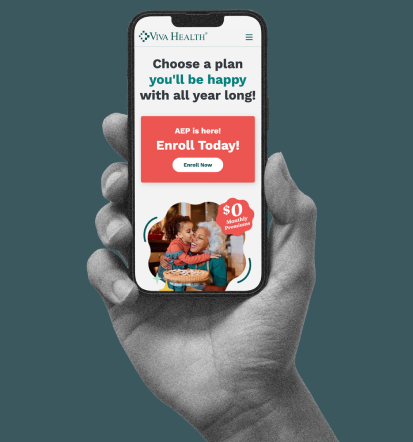 VIVA HEALTH®
Choose a plan
you'll be happy
with all year long!
AEP is here!
Enroll Today!
Enroll Now
$0
Monthly
Premiums